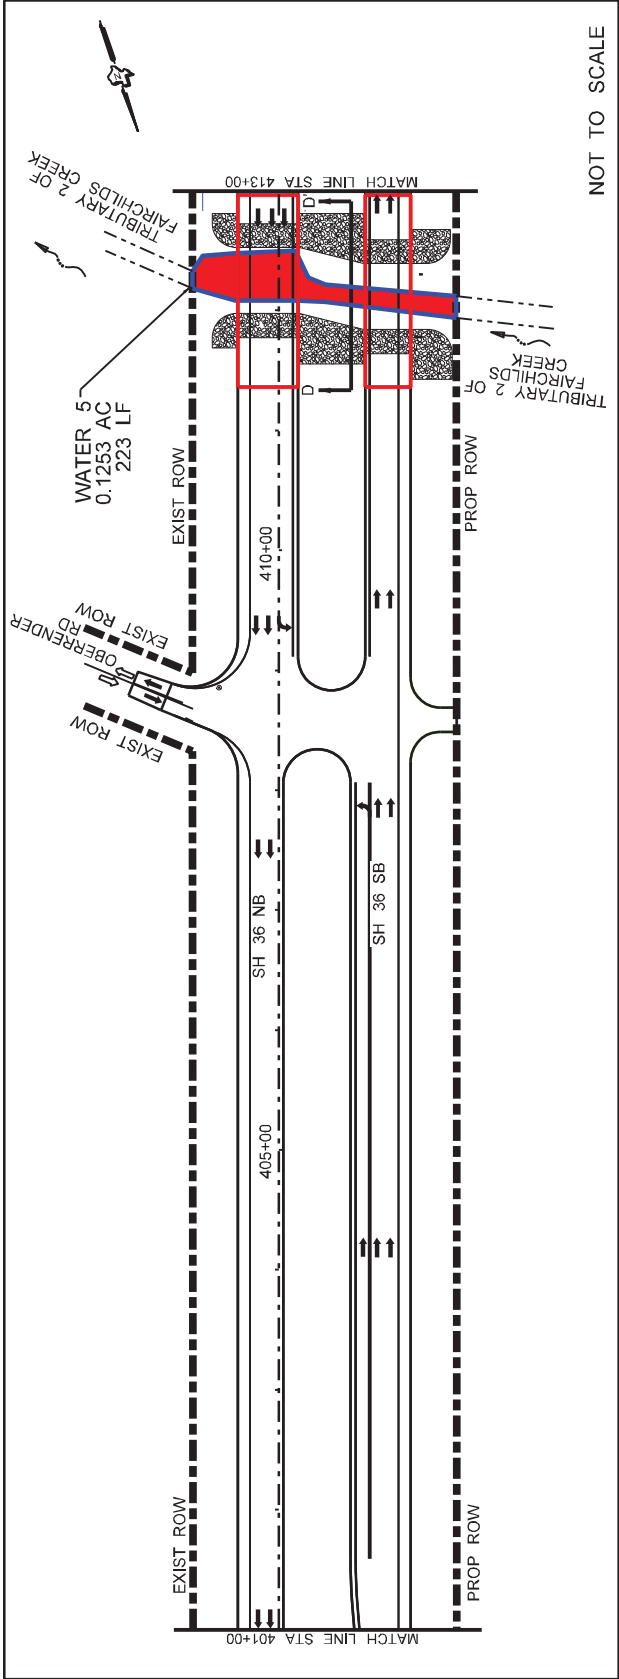 NOT TO SCALE
N
TRIBUTARY 2 OF
FAIRCHILDS CREEK
WATER 5
0.1253 AC
223 LF
MATCH LINE STA 413+00
D'
D
TRIBUTARY 2 OF
FAIRCHILDS
CREEK
EXIST ROW
PROP ROW
410+00
EXIST ROW
OBERRENDER
RD
EXIST ROW
SH 36 NB
SH 36 SB
405+00
EXIST ROW
PROP ROW
MATCH LINE STA 401+00